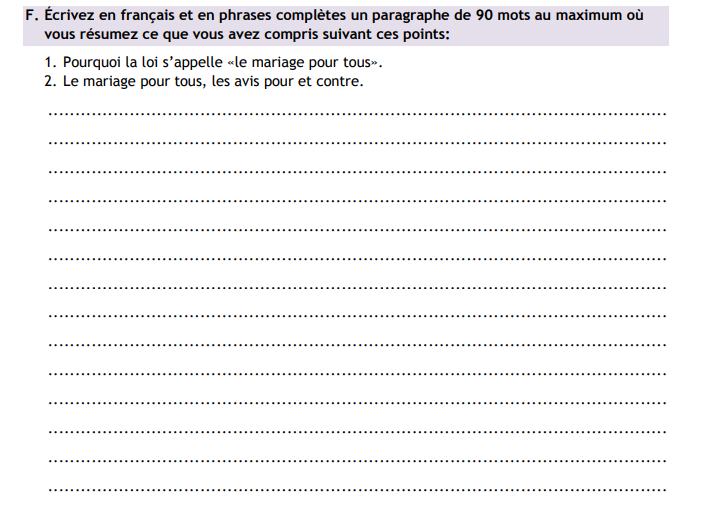 F. Écrivez en français et en phrases complètes un paragraphe de 90 mots au maximum où
vous résumez ce que vous avez compris suivant ces points:
1. Pourquoi la loi s’appelle «le mariage pour tous».
2. Le mariage pour tous, les avis pour et contre.